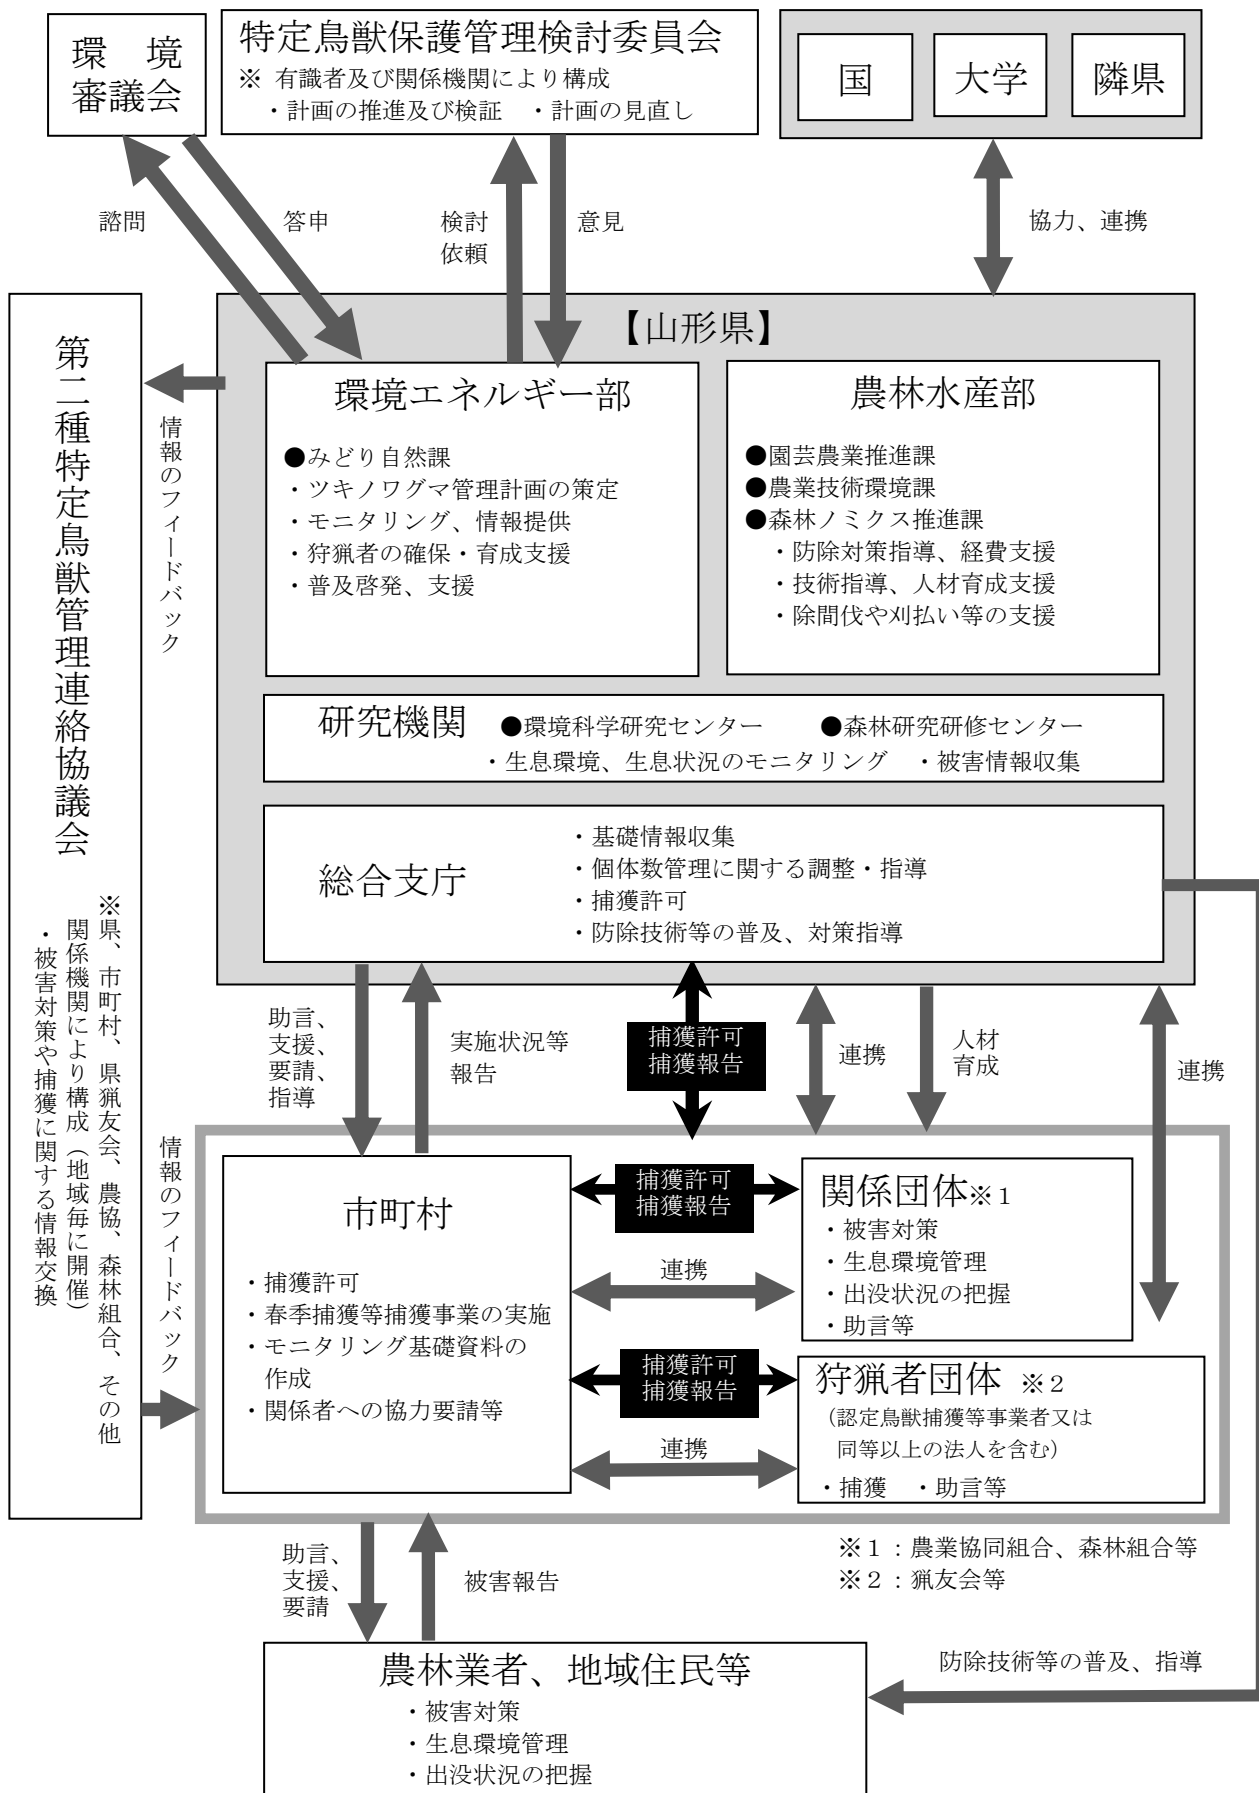 環　境
審議会
特定鳥獣保護管理検討委員会
※ 有識者及び関係機関により構成
・計画の推進及び検証　・計画の見直し
国
大学
隣県
諮問
答申
検討
依頼
意見
協力、連携
【山形県】
環境エネルギー部
●みどり自然課
・ツキノワグマ管理計画の策定
・モニタリング、情報提供
・狩猟者の確保・育成支援
・普及啓発、支援
農林水産部
●園芸農業推進課
●農業技術環境課
●森林ノミクス推進課
・防除対策指導、経費支援
・技術指導、人材育成支援
・除間伐や刈払い等の支援
研究機関　●環境科学研究センター　●森林研究研修センター
・生息環境、生息状況のモニタリング　・被害情報収集
総合支庁
・基礎情報収集
・個体数管理に関する調整・指導
・捕獲許可
・防除技術等の普及、対策指導
第二種特定鳥獣管理連絡協議会
※県、市町村、県猟友会、農協、森林組合、その他
関係機関により構成（地域毎に開催）
・被害対策や捕獲に関する情報交換
情報のフィードバック
情報のフィードバック
助言、
支援、
要請、
指導
実施状況等
報告
捕獲許可
捕獲報告
連携
人材
育成
連携
市町村
・捕獲許可
・春季捕獲等捕獲事業の実施
・モニタリング基礎資料の
作成
・関係者への協力要請等
捕獲許可
捕獲報告
連携
捕獲許可
捕獲報告
連携
関係団体※１
・被害対策
・生息環境管理
・出没状況の把握
・助言等
狩猟者団体 ※２
（認定鳥獣捕獲等事業者又は
同等以上の法人を含む）
・捕獲　・助言等
※１：農業協同組合、森林組合等
※２：猟友会等
助言、
支援、
要請
被害報告
防除技術等の普及、指導
農林業者、地域住民等
・被害対策
・生息環境管理
・出没状況の把握